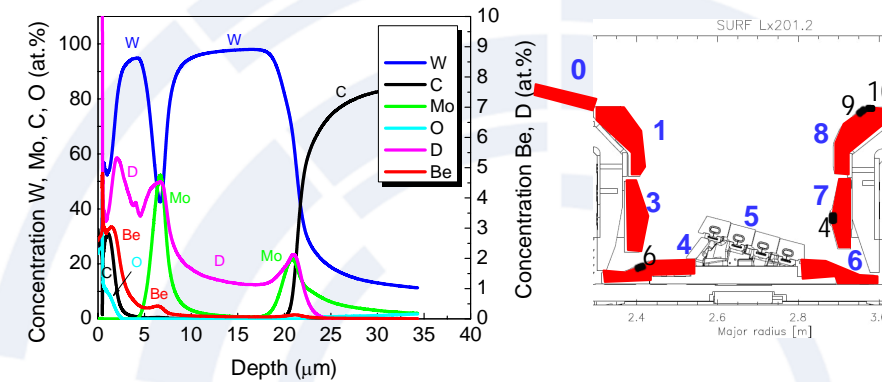 Concentration W, Mo, C, O (at.%)
100
80
60
40
20
0
W
W
C
D
Mo
Be
O
C
Be
D
Mo
W
C
Mo
O
D
Be
10
9
8
7
6
5
4
3
2
1
0
Concentration Be, D (at.%)
0 5 10 15 20 25 30 35 40
Depth (μm)
SURF Lx201.2
0
1
3
4
5
6
7
8
9
10
4
6
2.4 2.6 2.8 3.0
Major radius [m]